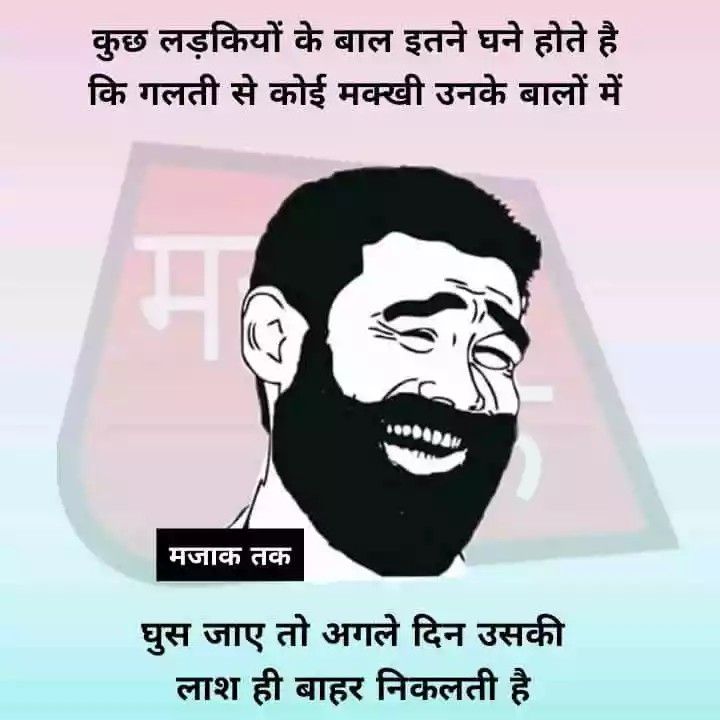 कुछ लड़कियों के बाल इतने घने होते है
कि गलती से कोई मक्खी उनके बालों में
म
क
मजाक तक
घुस जाए तो अगले दिन उसकी
लाश ही बाहर निकलती है